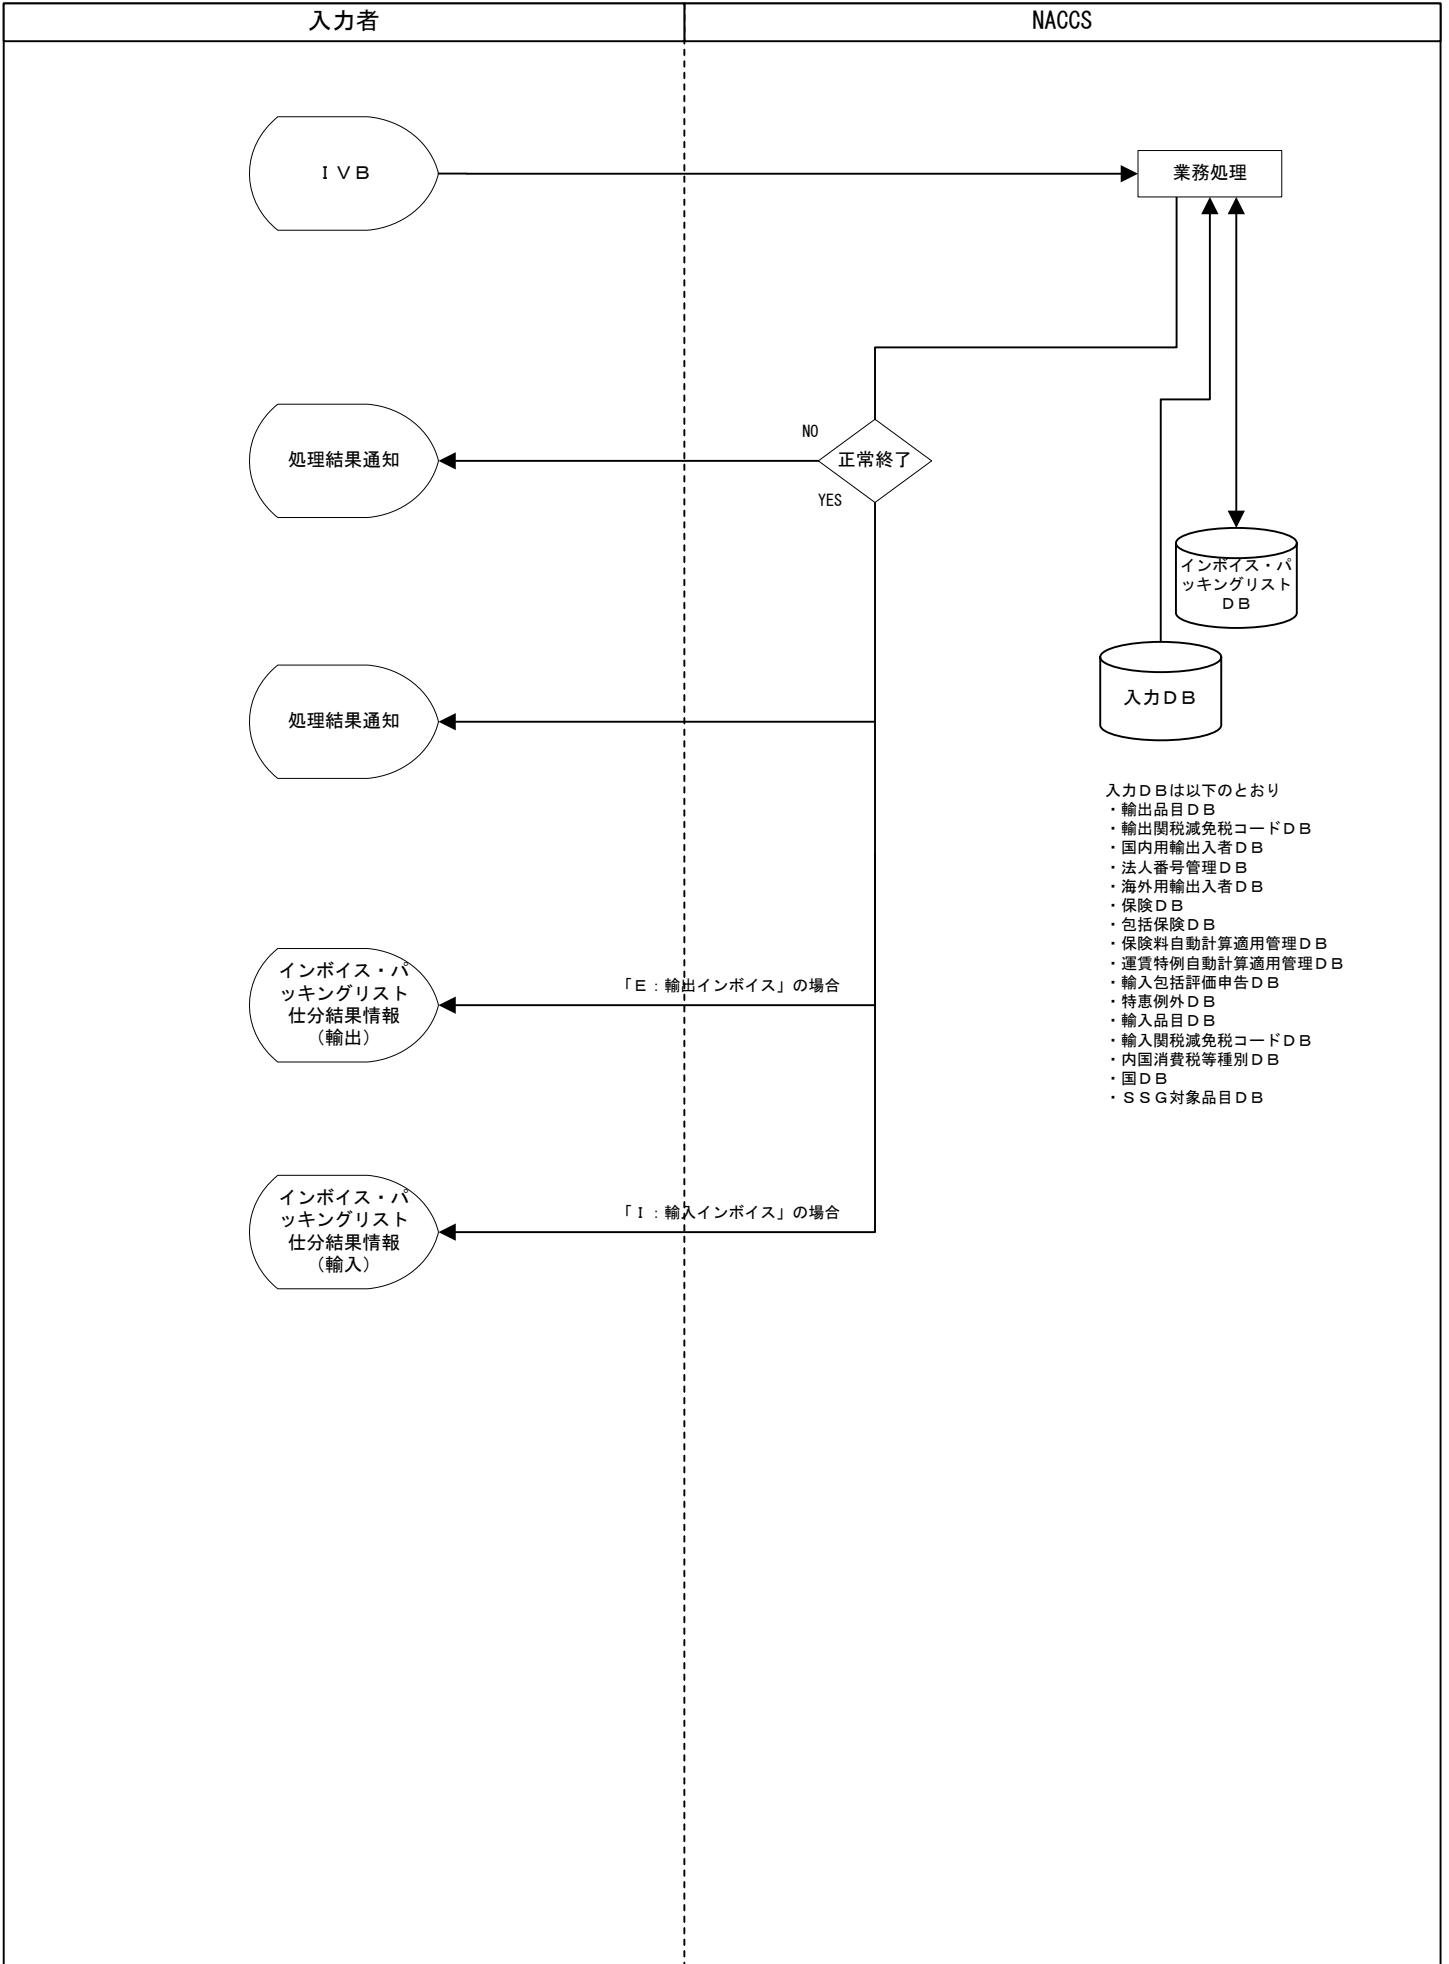 入力者
NACCS
ＩＶＢ
業務処理
NO
処理結果通知
正常終了
YES
インボイス・パ
ッキングリスト
ＤＢ
処理結果通知
入力ＤＢ
入力ＤＢは以下のとおり
・輸出品目ＤＢ
・輸出関税減免税コードＤＢ
・国内用輸出入者ＤＢ
・法人番号管理ＤＢ
・海外用輸出入者ＤＢ
・保険ＤＢ
・包括保険ＤＢ
・保険料自動計算適用管理ＤＢ
・運賃特例自動計算適用管理ＤＢ
・輸入包括評価申告ＤＢ
・特恵例外ＤＢ
・輸入品目ＤＢ
・輸入関税減免税コードＤＢ
・内国消費税等種別ＤＢ
・国ＤＢ
・ＳＳＧ対象品目ＤＢ
インボイス・パ
ッキングリスト
仕分結果情報
（輸出）
「Ｅ：輸出インボイス」の場合
インボイス・パ
ッキングリスト
仕分結果情報
（輸入）
「Ｉ：輸入インボイス」の場合